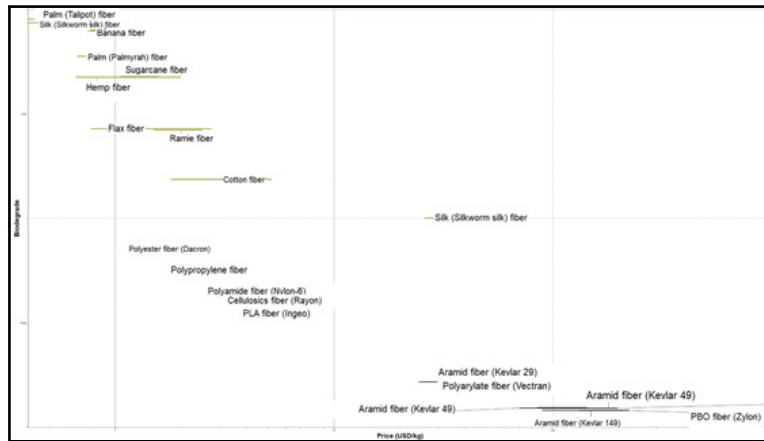 Palm (Talipot) fiber
Silk (Silkworm silk) fiber
Banana fiber
Palm (Palmyrah) fiber
Sugarcane fiber
Hemp fiber
Flax fiber
Ramie fiber
Cotton fiber
Silk (Silkworm silk) fiber
Biodegrade
Polyester fiber (Dacron)
Polypropylene fiber
Polyamide fiber (Nylon-6)
Cellulosics fiber (Rayon)
PLA fiber (Ingeo)
Aramid fiber (Kevlar 29)
Polyarylate fiber (Vectran)
Aramid fiber (Kevlar 49)
Aramid fiber (Kevlar 49)
PBO fiber (Zylon)
Aramid fiber (Kevlar 149)
Price (USD/kg)